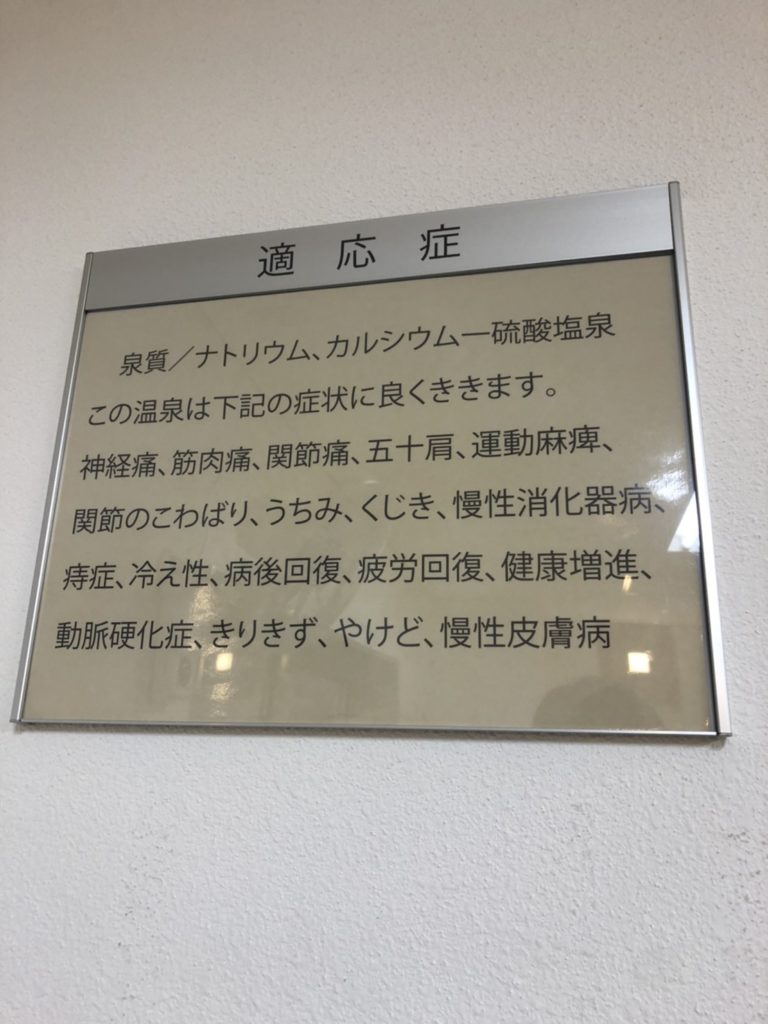 適応症
泉質／ナトリウム、カルシウム一硫酸塩泉
この温泉は下記の症状に良くききます。
神経痛、筋肉痛、関節痛、五十肩、運動麻痺、
関節のこわばり、うちみ、くじき、慢性消化器病、
痔症、冷え性、病後回復、疲労回復、健康増進、
動脈硬化症、きりきず、やけど、慢性皮膚病